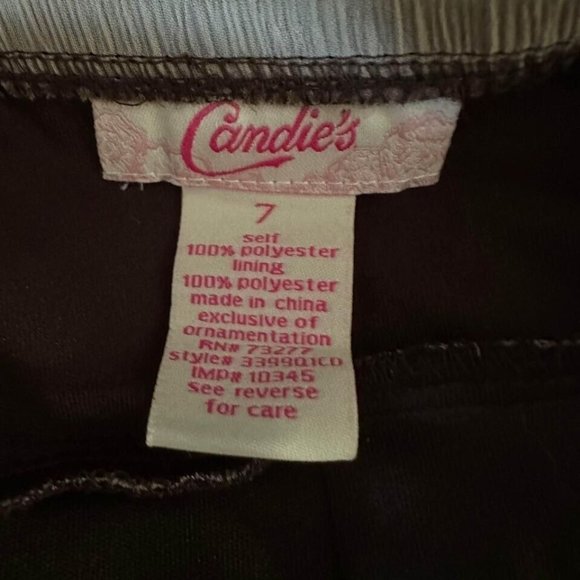 Candie's
7
self
100% polyester
lining
100% polyester
made in china
exclusive of
ornamentation
RN# 73277
style# 33990JCD
IMP# 10345
see reverse
for care